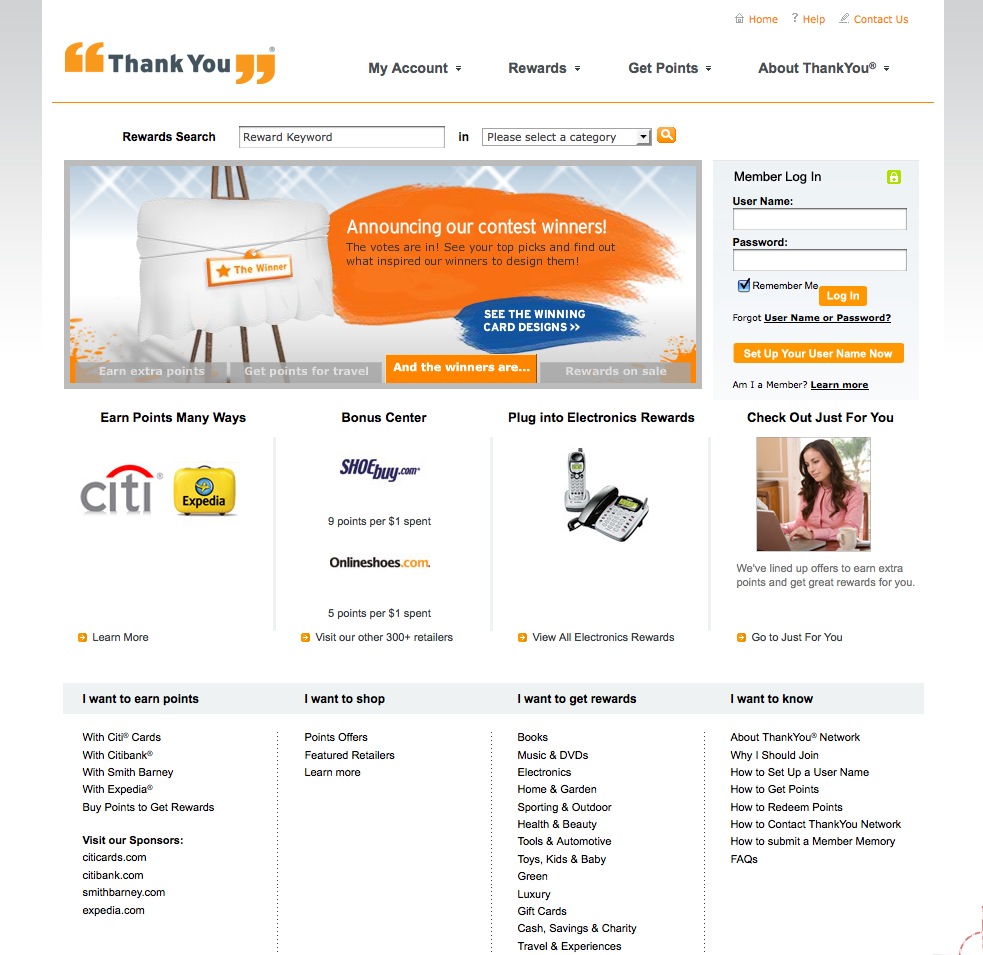 Home ? Help Contact Us
ThankYou®
My Account Rewards Get Points About ThankYou®
Rewards Search Reward Keyword in Please select a category
Announcing our contest winners!
The votes are in! See your top picks and find out
what inspired our winners to design them!
The Winner
SEE THE WINNING
CARD DESIGNS >>
Earn extra points Get points for travel And the winners are... Rewards on sale
Member Log In
User Name:
Password:
Remember Me
Log In
Forgot User Name or Password?
Set Up Your User Name Now
Am I a Member? Learn more
Earn Points Many Ways
citi®
Expedia
Learn More
Bonus Center
SHOEbuy.com
9 points per $1 spent
Onlineshoes.com.
5 points per $1 spent
Visit our other 300+ retailers
Plug into Electronics Rewards
View All Electronics Rewards
Check Out Just For You
We've lined up offers to earn extra
points and get great rewards for you.
Go to Just For You
I want to earn points
With Citi® Cards
With Citibank®
With Smith Barney
With Expedia®
Buy Points to Get Rewards
Visit our Sponsors:
citicards.com
citibank.com
smithbarney.com
expedia.com
I want to shop
Points Offers
Featured Retailers
Learn more
I want to get rewards
Books
Music & DVDs
Electronics
Home & Garden
Sporting & Outdoor
Health & Beauty
Tools & Automotive
Toys, Kids & Baby
Green
Luxury
Gift Cards
Cash, Savings & Charity
Travel & Experiences
I want to know
About ThankYou® Network
Why I Should Join
How to Set Up a User Name
How to Get Points
How to Redeem Points
How to Contact ThankYou Network
How to submit a Member Memory
FAQs